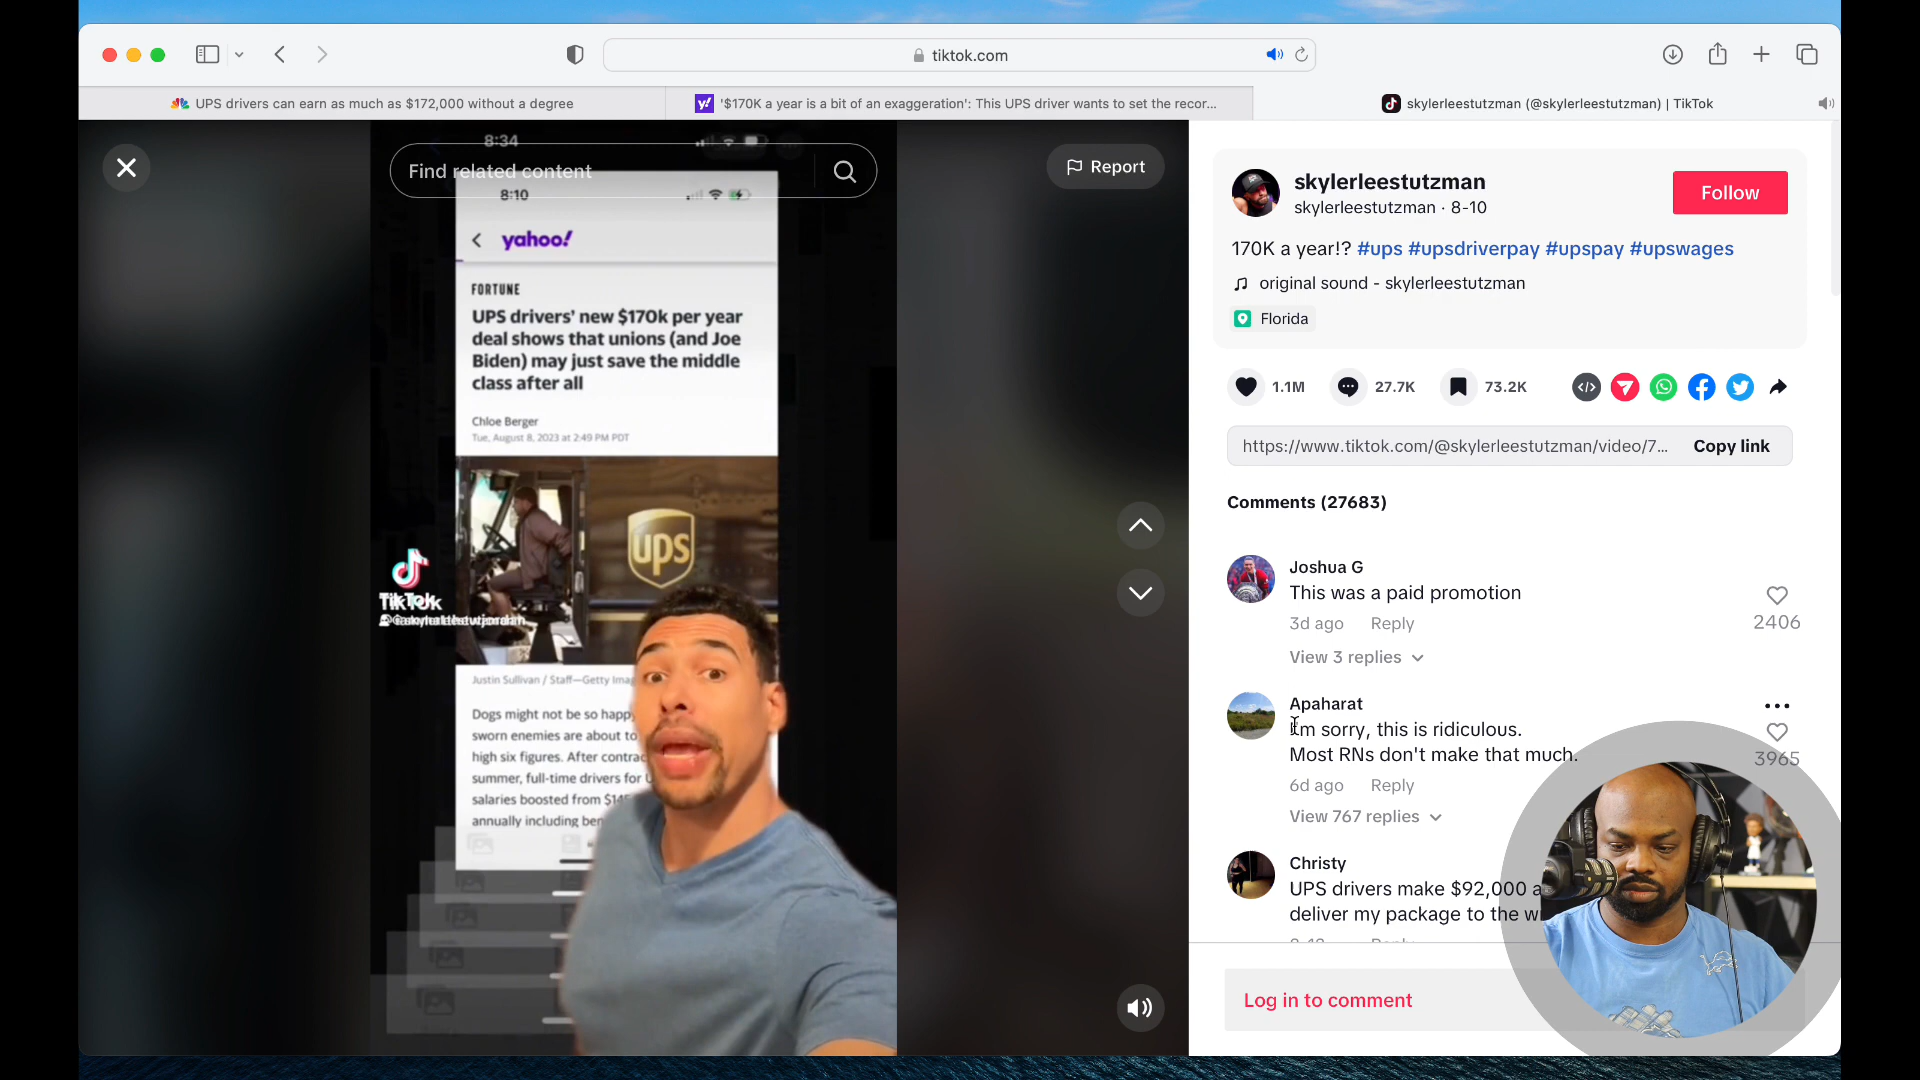 tiktok.com
UPS drivers can earn as much as $172,000 without a degree
'$170K a year is a bit of an exaggeration': This UPS driver wants to set the recor...
skylerleestutzman (@skylerleestutzman) | TikTok
8:34
Find related content
Report
8:10
yahoo!
FORTUNE
UPS drivers' new $170k per year
deal shows that unions (and Joe
Biden) may just save the middle
class after all
Chloe Berger
Tue, August 8, 2023 at 2:49 PM PDT
ups
TikTok
Justin Sullivan / Staff—Getty Imag
Dogs might not be so happy
sworn enemies are about to
high six figures. After contrac
summer, full-time drivers for U
salaries boosted from $145
annually including ben
skylerleestutzman
skylerleestutzman · 8-10
Follow
170K a year!? #ups #upsdriverpay #upspay #upswages
original sound - skylerleestutzman
Florida
1.1M
27.7K
73.2K
https://www.tiktok.com/@skylerleestutzman/video/7...
Copy link
Comments (27683)
Joshua G
This was a paid promotion
3d ago Reply
2406
View 3 replies
Apaharat
I'm sorry, this is ridiculous.
Most RNs don't make that much.
3965
6d ago Reply
View 767 replies
Christy
UPS drivers make $92,000 a
deliver my package to the w
Log in to comment